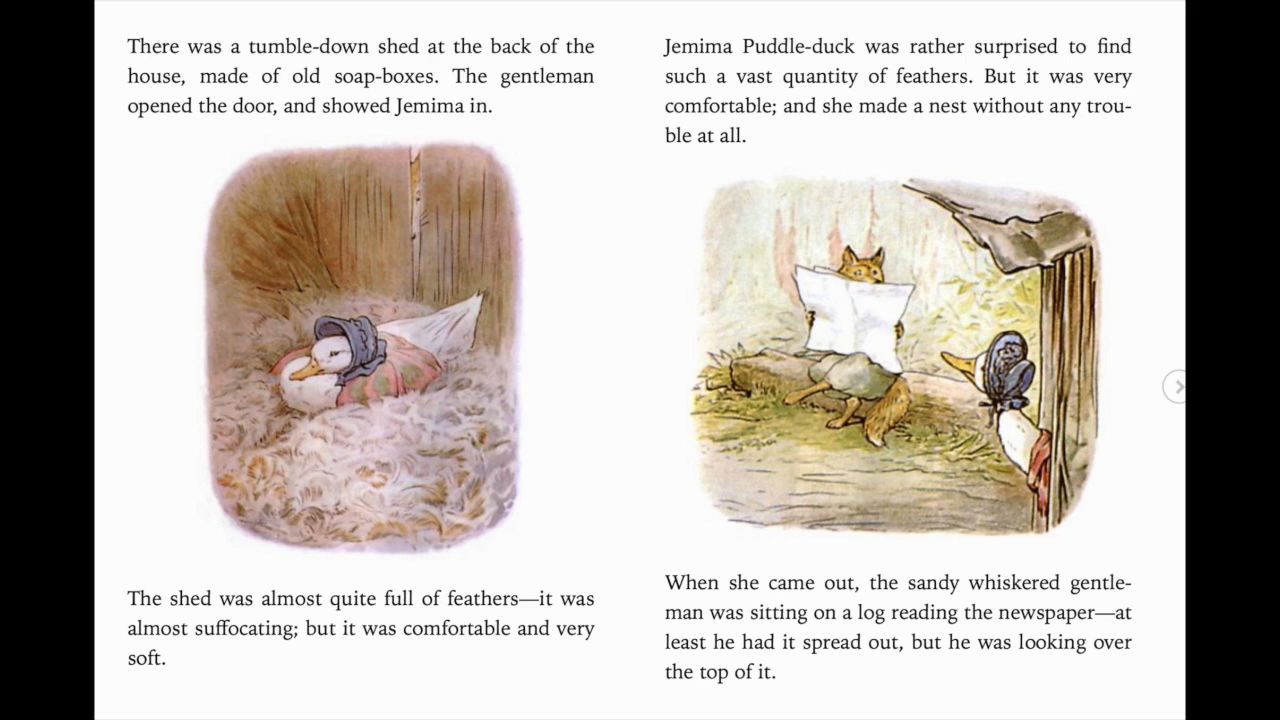 There was a tumble-down shed at the back of the
house, made of old soap-boxes. The gentleman
opened the door, and showed Jemima in.
The shed was almost quite full of feathers—it was
almost suffocating; but it was comfortable and very
soft.
Jemima Puddle-duck was rather surprised to find
such a vast quantity of feathers. But it was very
comfortable; and she made a nest without any trou-
ble at all.
When she came out, the sandy whiskered gentle-
man was sitting on a log reading the newspaper—at
least he had it spread out, but he was looking over
the top of it.